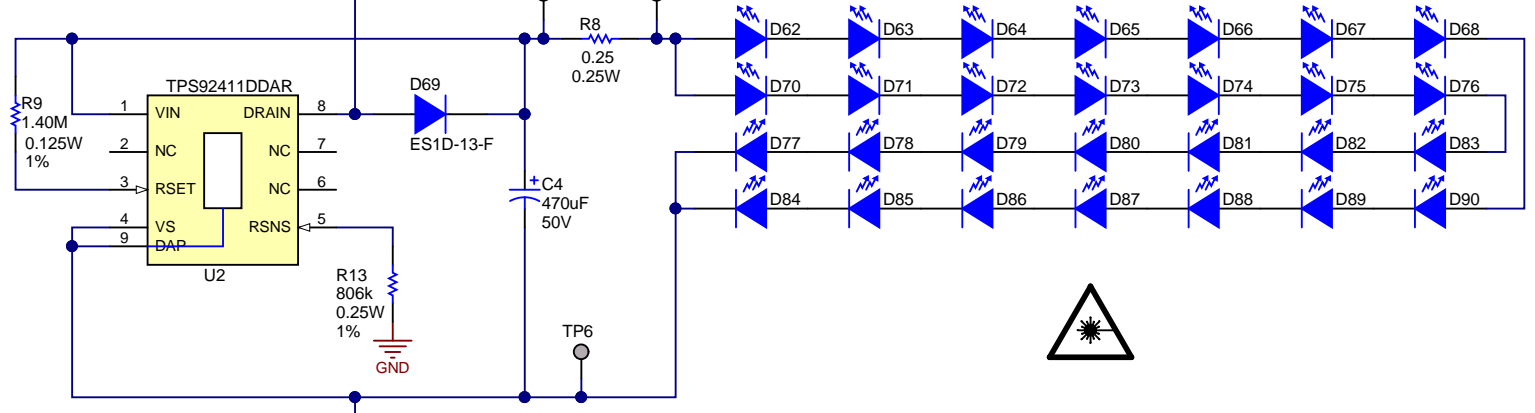 R8
0.25
0.25W
D62 D63 D64 D65 D66 D67 D68
D70 D71 D72 D73 D74 D75 D76
D77 D78 D79 D80 D81 D82 D83
D84 D85 D86 D87 D88 D89 D90
R9
1.40M
0.125W
1%
TPS92411DDAR
1 VIN DRAIN 8
2 NC NC 7
3 RSET NC 6
4 VS RSNS 5
9 DAP
U2
D69
ES1D-13-F
+
C4
470uF
50V
R13
806k
0.25W
1%
GND
TP6